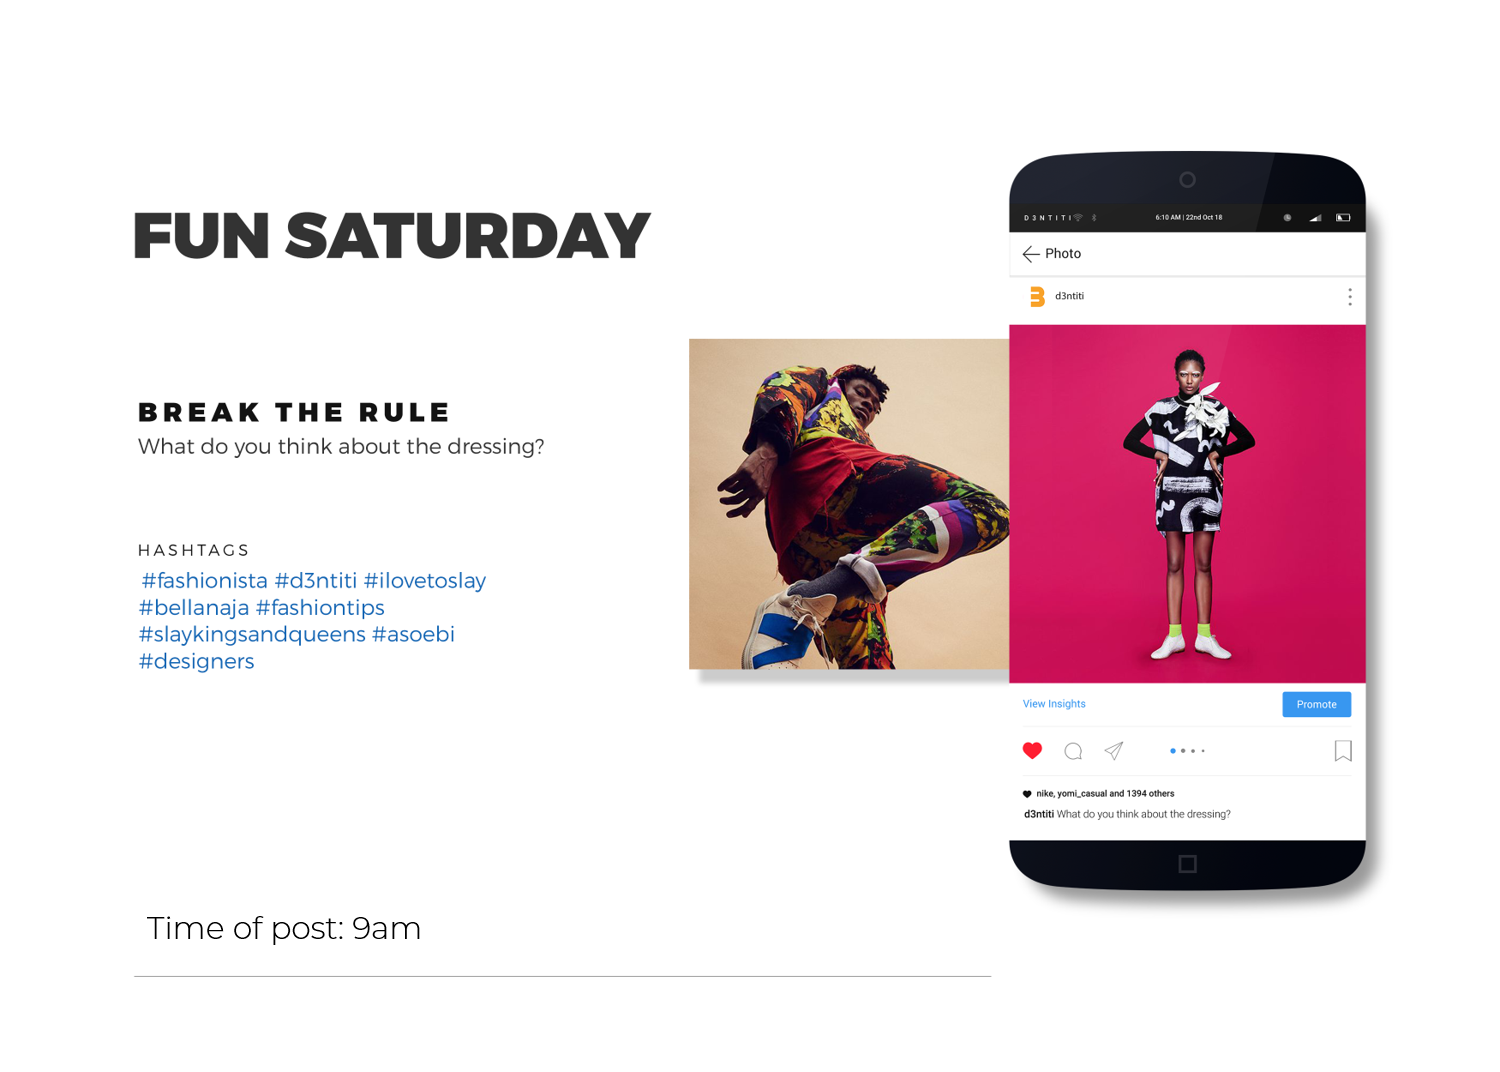 FUN SATURDAY
BREAK THE RULE
What do you think about the dressing?
HASHTAGS
#fashionista #d3ntiti #ilovetoslay
#bellanaja #fashiontips
#slaykingsandqueens #asoebi
#designers
Time of post: 9am
D3NTITI 6:10 AM | 22nd Oct 18
Photo
d3ntiti
View Insights Promote
nike, yomi_casual and 1394 others
d3ntiti What do you think about the dressing?